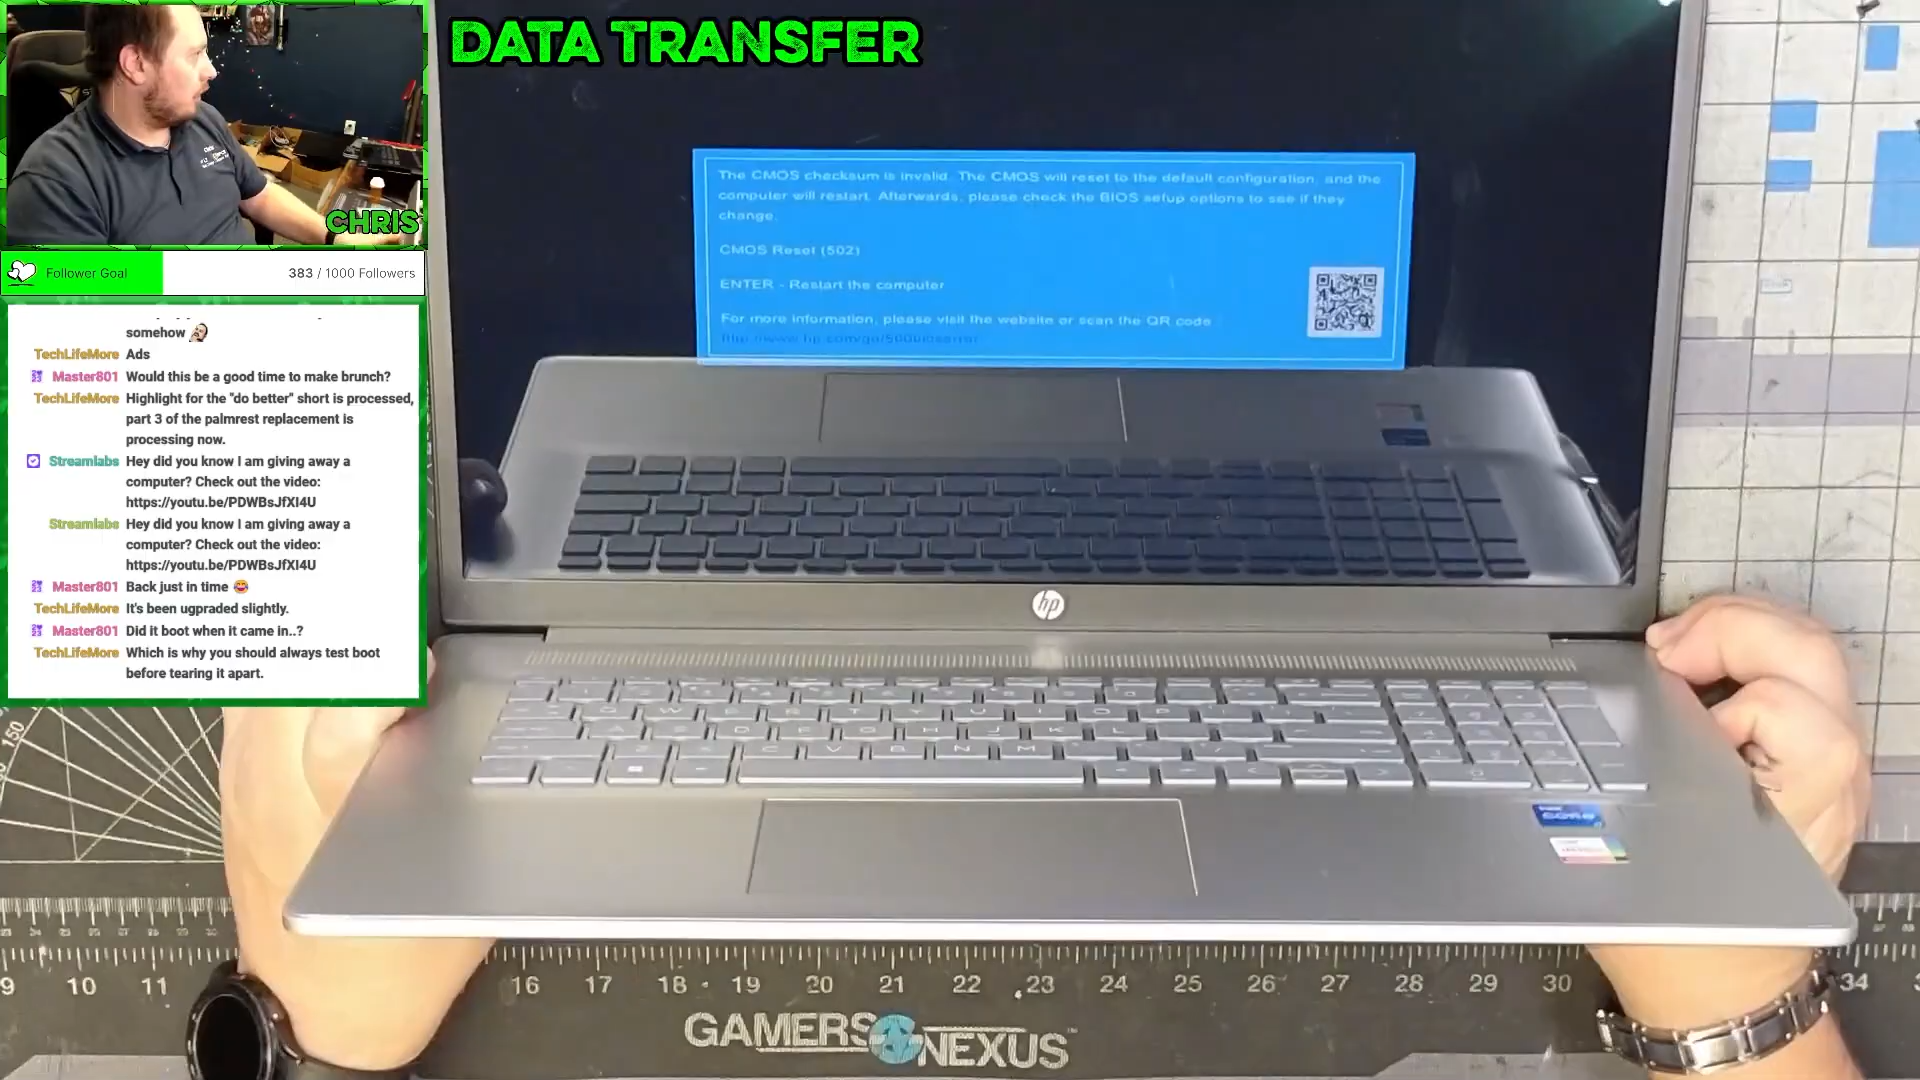 DATA TRANSFER
CHRIS
Follower Goal
383 / 1000 Followers
somehow
TechLifeMore Ads
Master801 Would this be a good time to make brunch?
TechLifeMore Highlight for the "do better" short is processed,
part 3 of the palmrest replacement is
processing now.
Streamlabs Hey did you know I am giving away a
computer? Check out the video:
https://youtu.be/PDWBsJfXI4U
Streamlabs Hey did you know I am giving away a
computer? Check out the video:
https://youtu.be/PDWBsJfXI4U
Master801 Back just in time
TechLifeMore It's been ugpraded slightly.
Master801 Did it boot when it came in..?
TechLifeMore Which is why you should always test boot
before tearing it apart.
The CMOS checksum is invalid. The CMOS will reset to the default configuration, and the
computer will restart. Afterwards, please check the BIOS setup options to see if they
change.
CMOS Reset (502)
ENTER - Restart the computer
For more information, please visit the website or scan the QR code
hp
CORE
150
9 10 11 16 17 18 19 20 21 22 23 24 25 26 27 28 29 30 34
GAMERS NEXUS